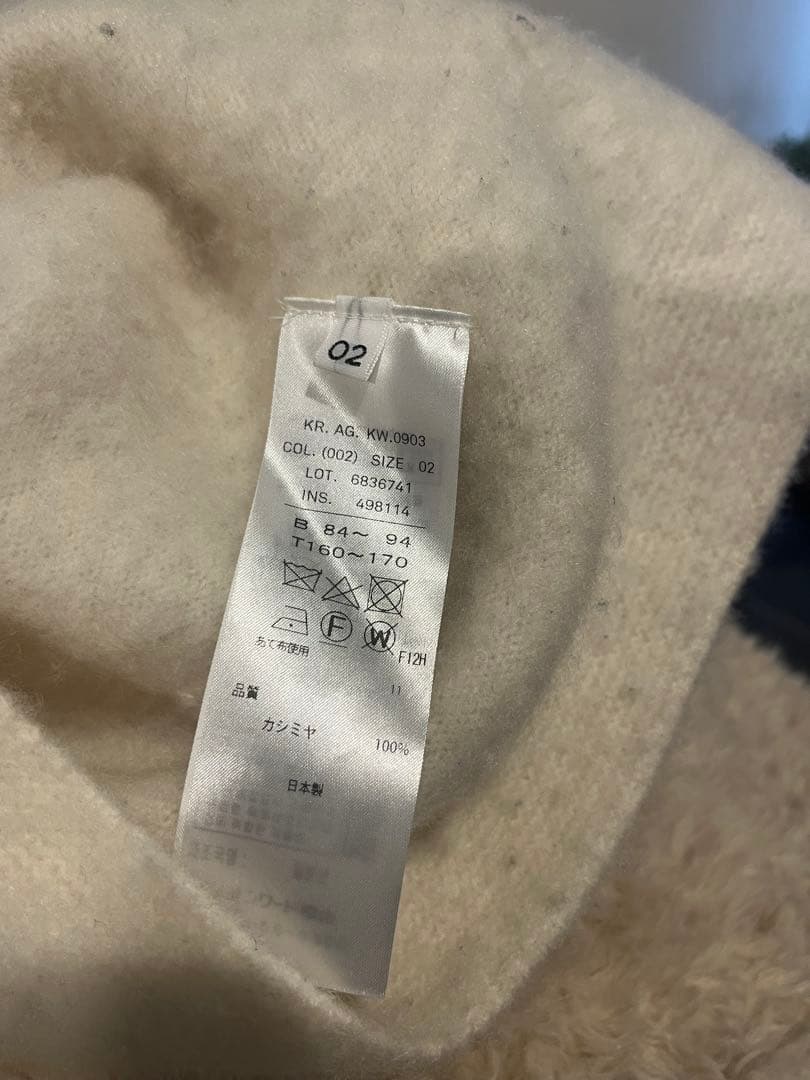 02
KR. AG. KW.0903
COL. (002) SIZE 02
LOT. 6836741
INS. 498114
B 84～ 94
T160～170
F W
あて布使用
F12H
11
品質
カシミヤ 100%
日本製